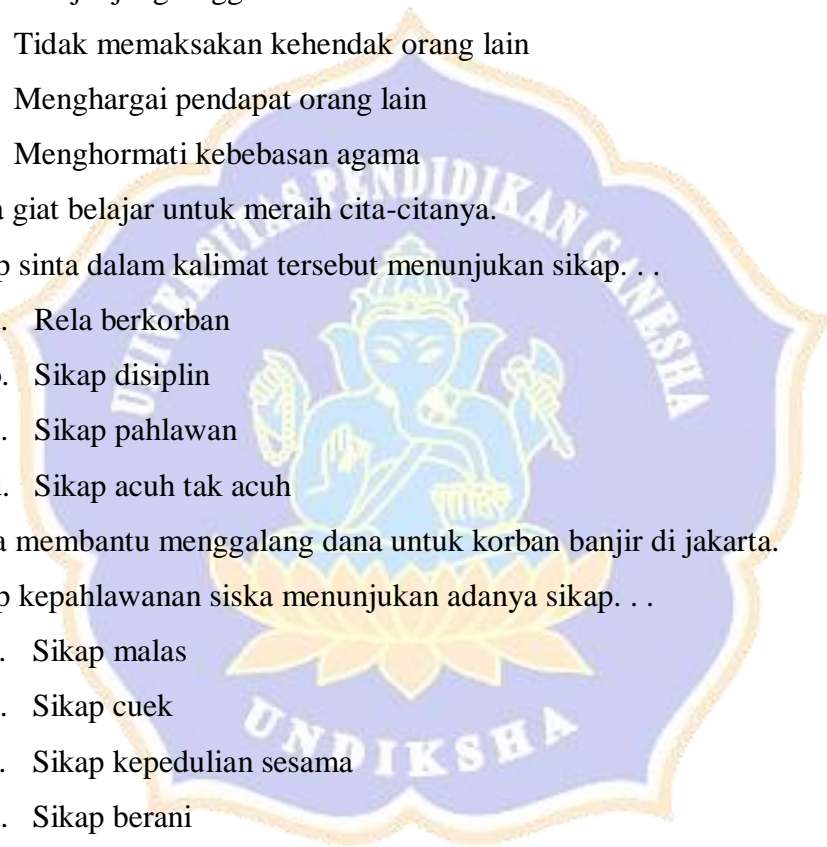 Tidak memaksakan kehendak orang lain
Menghargai pendapat orang lain
Menghormati kebebasan agama
giat belajar untuk meraih cita-citanya.
sinta dalam kalimat tersebut menunjukan sikap. . .
Rela berkorban
Sikap disiplin
Sikap pahlawan
Sikap acuh tak acuh
membantu menggalang dana untuk korban banjir di jakarta.
kepahlawanan siska menunjukan adanya sikap. . .
Sikap malas
Sikap cuek
Sikap kepedulian sesama
Sikap berani
UNIVERSITAS PENDIDIKAN GANESHA
UNDIKSHA